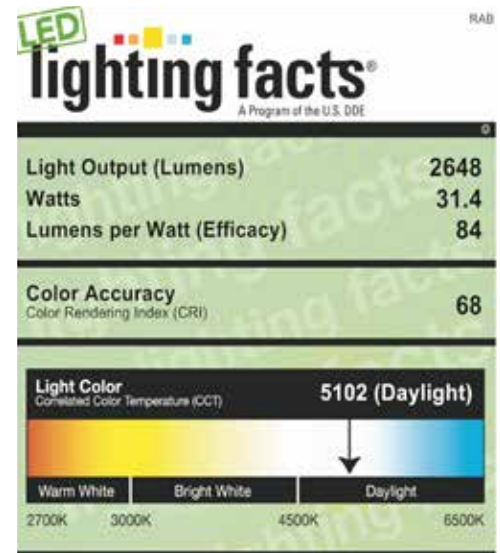 RAB
LED
lighting facts®
A Program of the U.S. DOE
0
Light Output (Lumens) 2648
Watts 31.4
Lumens per Watt (Efficacy) 84
Color Accuracy 68
Color Rendering Index (CRI)
Light Color 5102 (Daylight)
Correlated Color Temperature (CCT)
Warm White Bright White Daylight
2700K 3000K 4500K 6500K